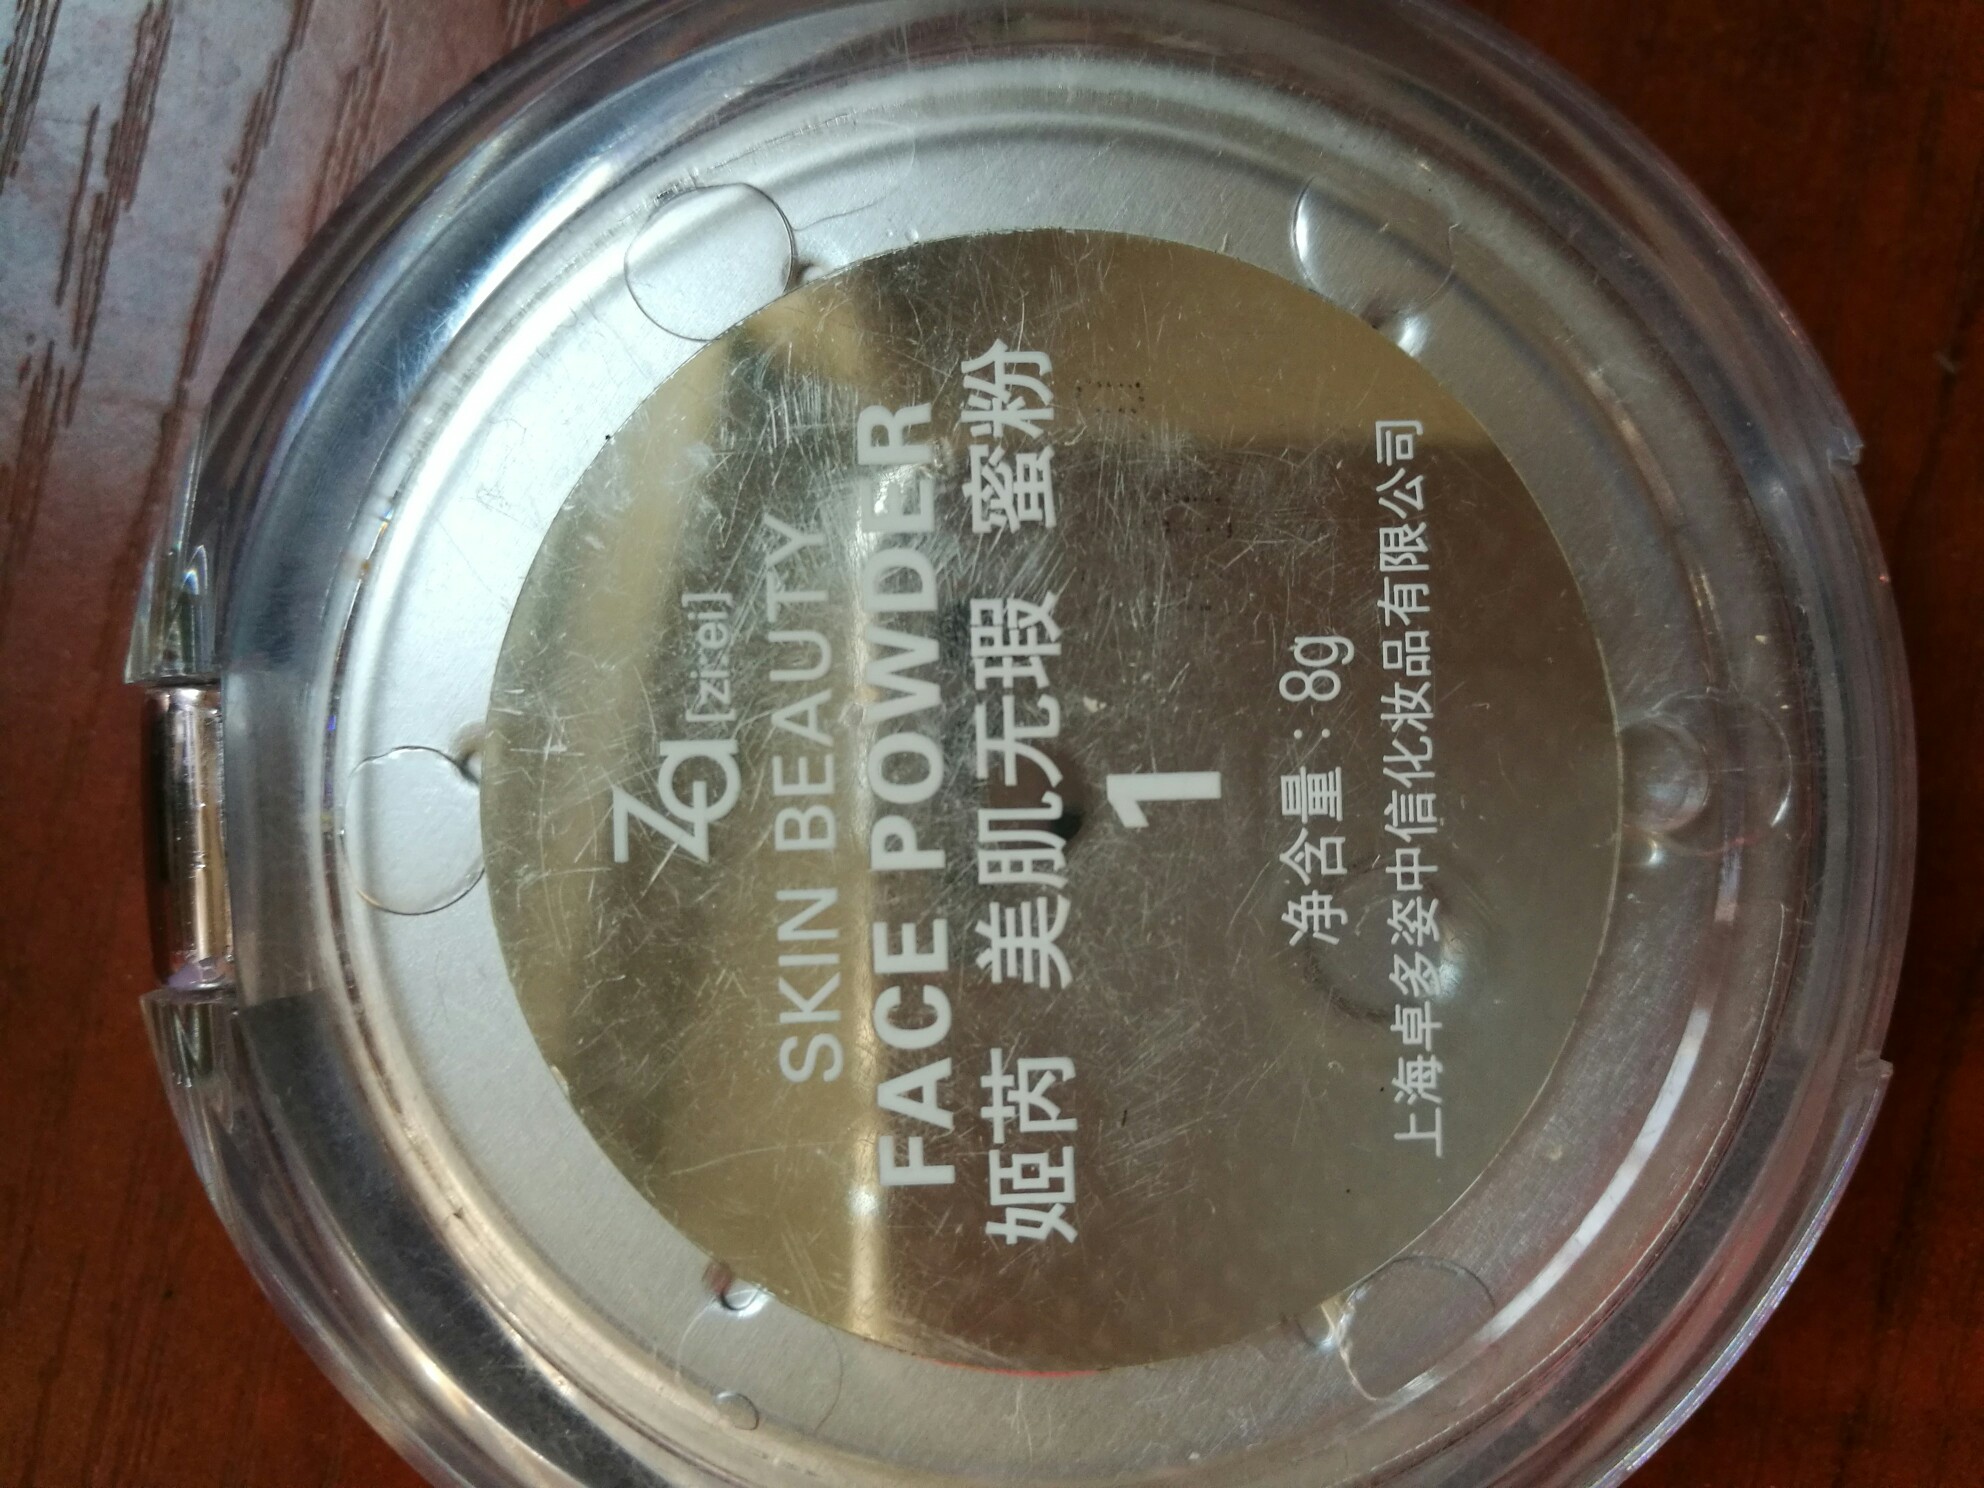 Za [zi:ei]
SKIN BEAUTY
FACE POWDER
姬芮 美肌无瑕 蜜粉
1
净含量:8g
上海卓多姿中信化妆品有限公司